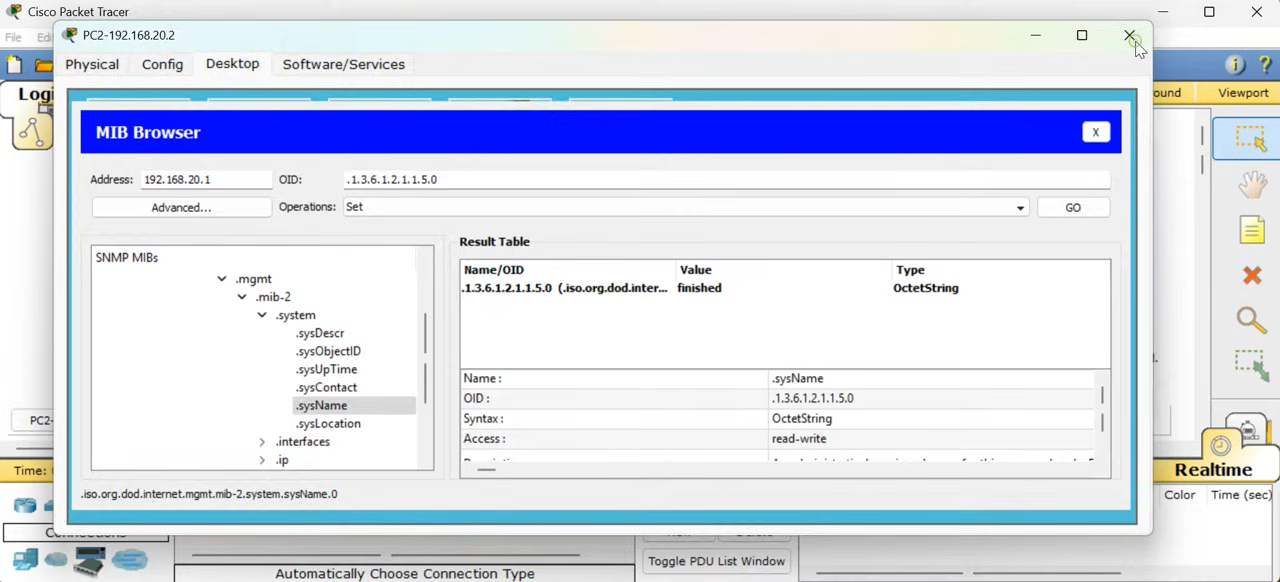 Cisco Packet Tracer
File
PC2-192.168.20.2
Physical
Config
Desktop
Software/Services
Viewport
MIB Browser
X
Address:
192.168.20.1
OID:
.1.3.6.1.2.1.1.5.0
Advanced...
Operations:
Set
GO
Result Table
SNMP MIBs
Name/OID
Value
Type
.mgmt
.1.3.6.1.2.1.1.5.0 (.iso.org.dod.inter...
finished
OctetString
.mib-2
.system
.sysDescr
.sysObjectID
.sysUpTime
.sysContact
.sysName
.sysLocation
.interfaces
.ip
Name :
.sysName
OID :
.1.3.6.1.2.1.1.5.0
Syntax :
OctetString
Access :
read-write
PC2-
Time:
Realtime
.iso.org.dod.internet.mgmt.mib-2.system.sysName.0
Color
Time (sec)
Connections
Toggle PDU List Window
Automatically Choose Connection Type